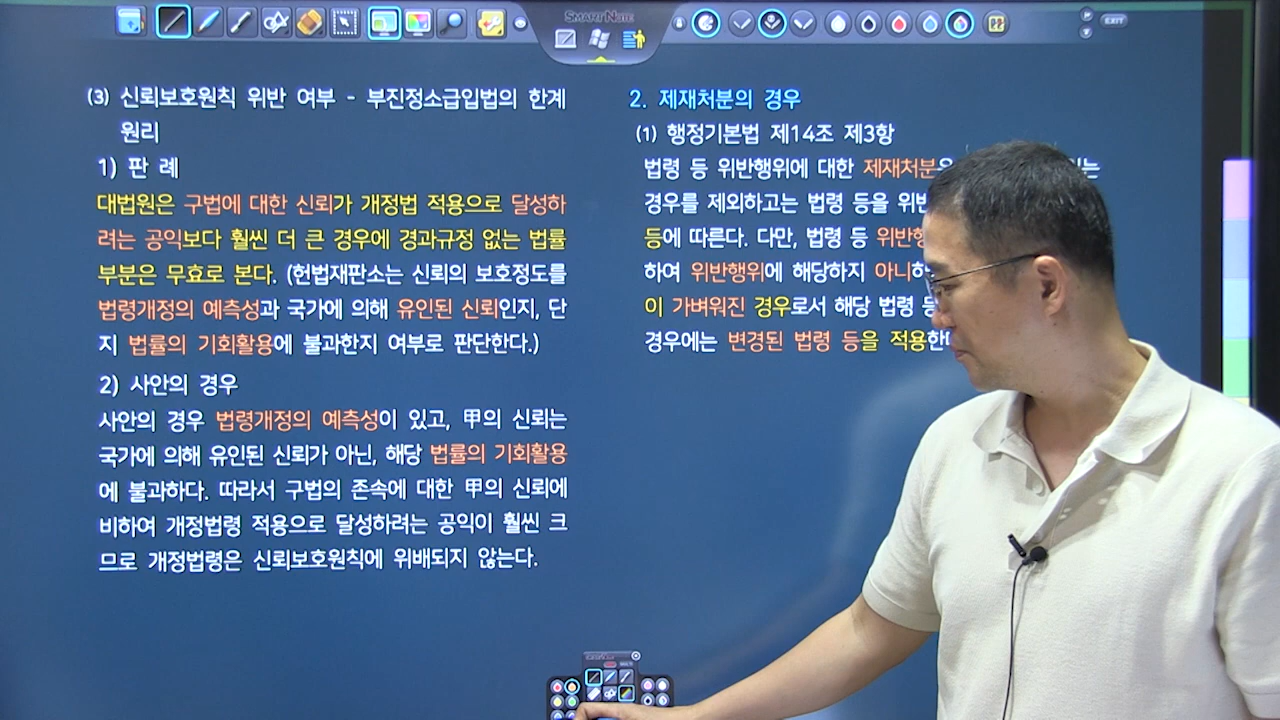 SMART NOTE
EXIT
(3) 신뢰보호원칙 위반 여부 - 부진정소급입법의 한계
원리
1) 판 례
대법원은 구법에 대한 신뢰가 개정법 적용으로 달성하
려는 공익보다 훨씬 더 큰 경우에 경과규정 없는 법률
부분은 무효로 본다. (헌법재판소는 신뢰의 보호정도를
법령개정의 예측성과 국가에 의해 유인된 신뢰인지, 단
지 법률의 기회활용에 불과한지 여부로 판단한다.)
2) 사안의 경우
사안의 경우 법령개정의 예측성이 있고, 甲의 신뢰는
국가에 의해 유인된 신뢰가 아닌, 해당 법률의 기회활용
에 불과하다. 따라서 구법의 존속에 대한 甲의 신뢰에
비하여 개정법령 적용으로 달성하려는 공익이 훨씬 크
므로 개정법령은 신뢰보호원칙에 위배되지 않는다.
2. 제재처분의 경우
(1) 행정기본법 제14조 제3항
법령 등 위반행위에 대한 제재처분은 는
경우를 제외하고는 법령 등을 위반
등에 따른다. 다만, 법령 등 위반행
하여 위반행위에 해당하지 아니하
이 가벼워진 경우로서 해당 법령 등
경우에는 변경된 법령 등을 적용한다